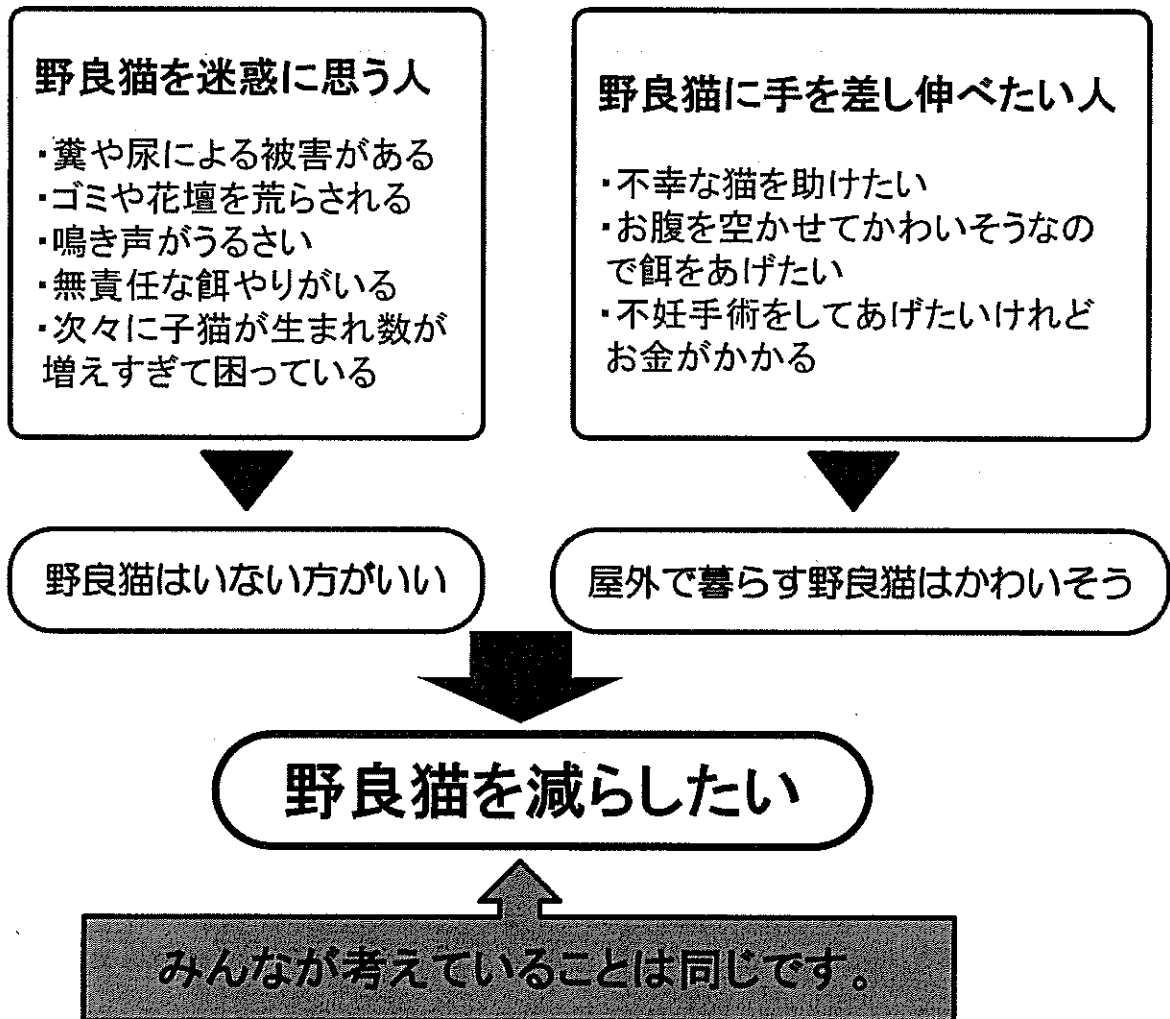 野良猫を迷惑に思う人
・糞や尿による被害がある
・ゴミや花壇を荒らされる
・鳴き声がうるさい
・無責任な餌やりがいる
・次々に子猫が生まれ数が
増えすぎて困っている
野良猫に手を差し伸べたい人
・不幸な猫を助けたい
・お腹を空かせてかわいそうなの
で餌をあげたい
・不妊手術をしてあげたいけれど
お金がかかる
野良猫はいない方がいい
屋外で暮らす野良猫はかわいそう
野良猫を減らしたい
みんなが考えていることは同じです。